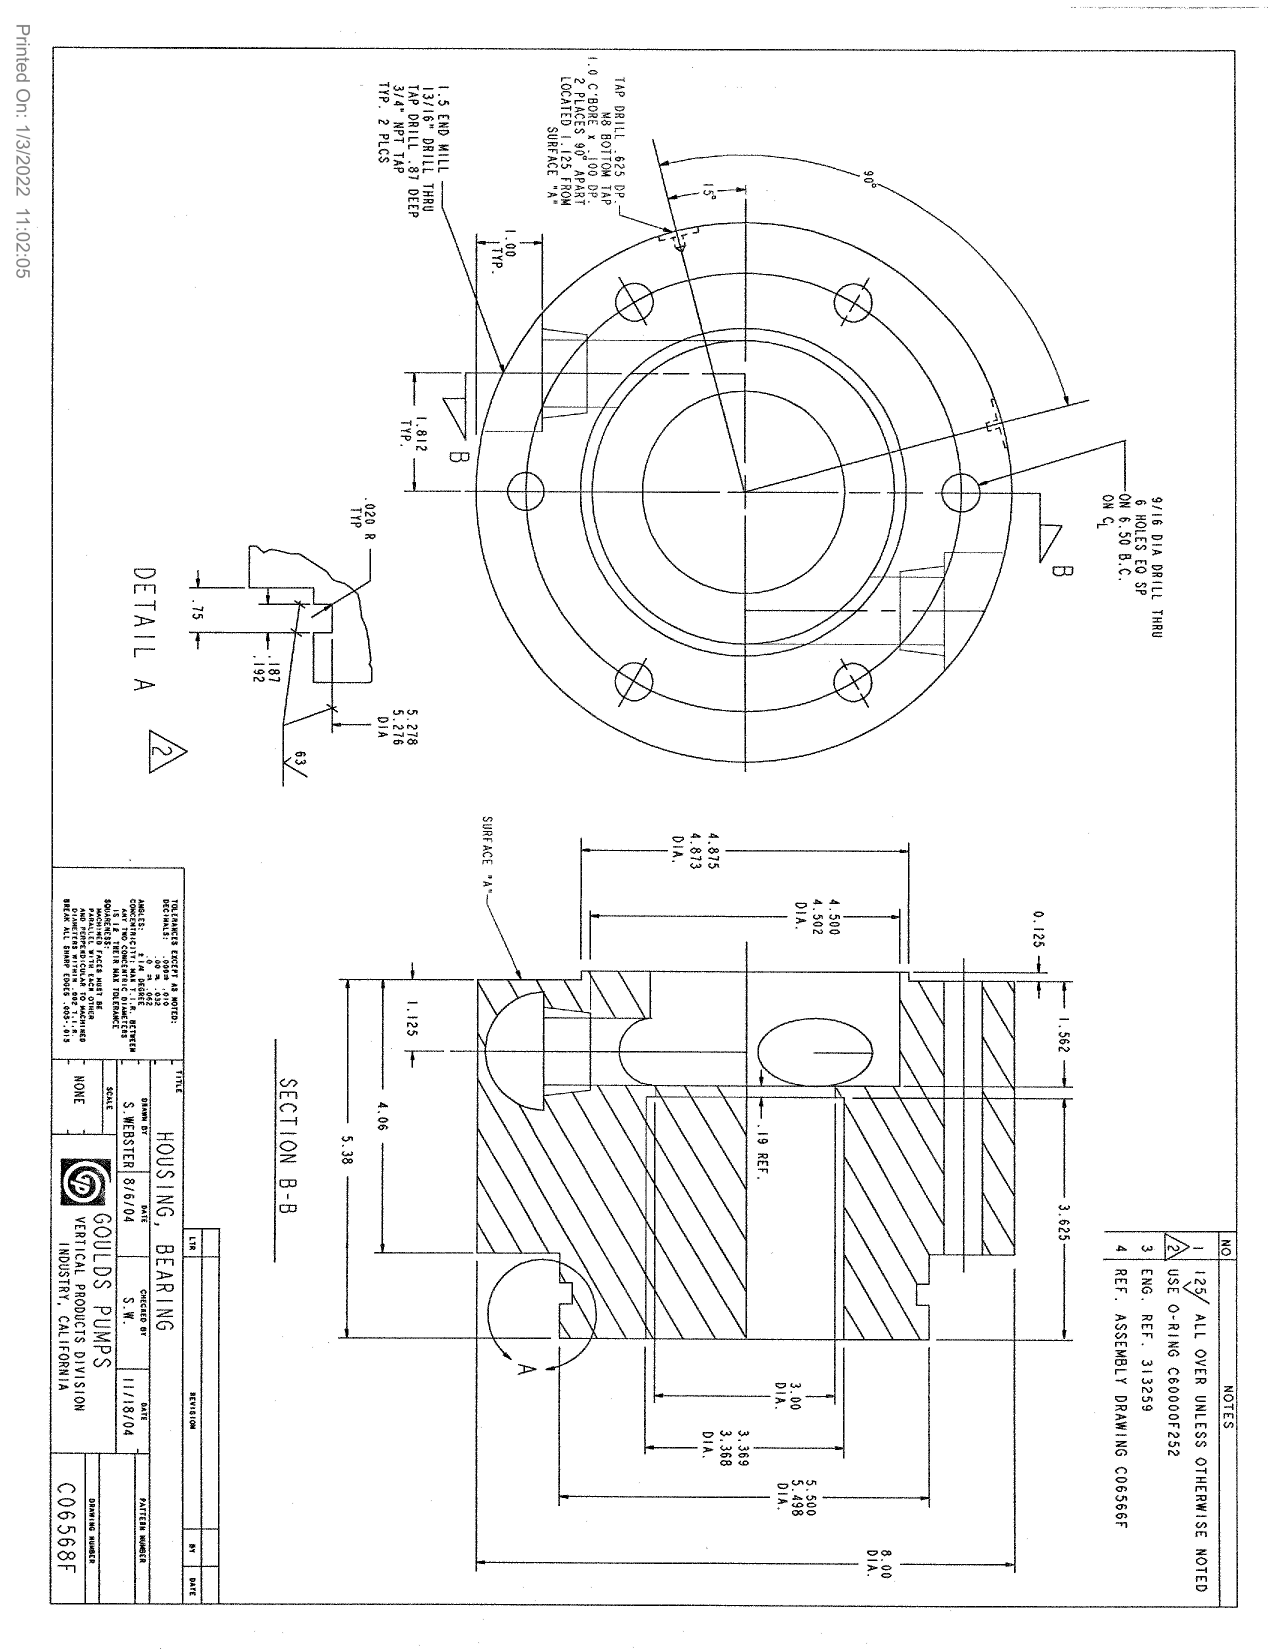 Printed On: 1/3/2022 11:02:05
NO
NOTES
1 125 ALL OVER UNLESS OTHERWISE NOTED
2 USE O-RING C60000F252
3 ENG. REF. 313259
4 REF. ASSEMBLY DRAWING C06566F
9/16 DIA DRILL THRU
6 HOLES EQ SP
ON 6.50 B.C.
ON CL
90°
15°
TAP DRILL .625 DP.
M8 BOTTOM TAP
1.0 C'BORE x .100 DP.
2 PLACES 90° APART
LOCATED 1.125 FROM
SURFACE "A"
1.5 END MILL
13/16" DRILL THRU
TAP DRILL .87 DEEP
3/4" NPT TAP
TYP. 2 PLCS
1.00
TYP.
1.812
TYP.
B
B
.020 R
TYP
.75
.187
.192
5.278
5.276
DIA
63
DETAIL A
2
4.875
4.873
DIA.
4.500
4.502
DIA.
0.125
1.562
3.625
.19 REF.
SURFACE "A"
1.125
4.06
5.38
A
3.00
DIA.
3.369
3.368
DIA.
5.500
5.498
DIA.
8.00
DIA.
SECTION B-B
LTR
REVISION
BY
DATE
TOLERANCES EXCEPT AS NOTED:
DECIMALS: .000± .010
.00 ± .032
.0 ± .062
ANGLES: ± 1/4 DEGREE
CONCENTRICITY: MAX T.I.R. BETWEEN
ANY TWO CONCENTRIC DIAMETERS
IS 1/2 THEIR MAX TOLERANCE
SQUARENESS:
MACHINED FACES MUST BE
PARALLEL WITH EACH OTHER
AND PERPENDICULAR TO MACHINED
DIAMETERS WITHIN .002 T.I.R.
BREAK ALL SHARP EDGES .005-.015
TITLE
HOUSING, BEARING
DRAWN BY
S.WEBSTER
DATE
8/6/04
CHECKED BY
S.W.
DATE
11/18/04
PATTERN NUMBER
SCALE
NONE
GOULDS PUMPS
VERTICAL PRODUCTS DIVISION
INDUSTRY, CALIFORNIA
DRAWING NUMBER
C06568F